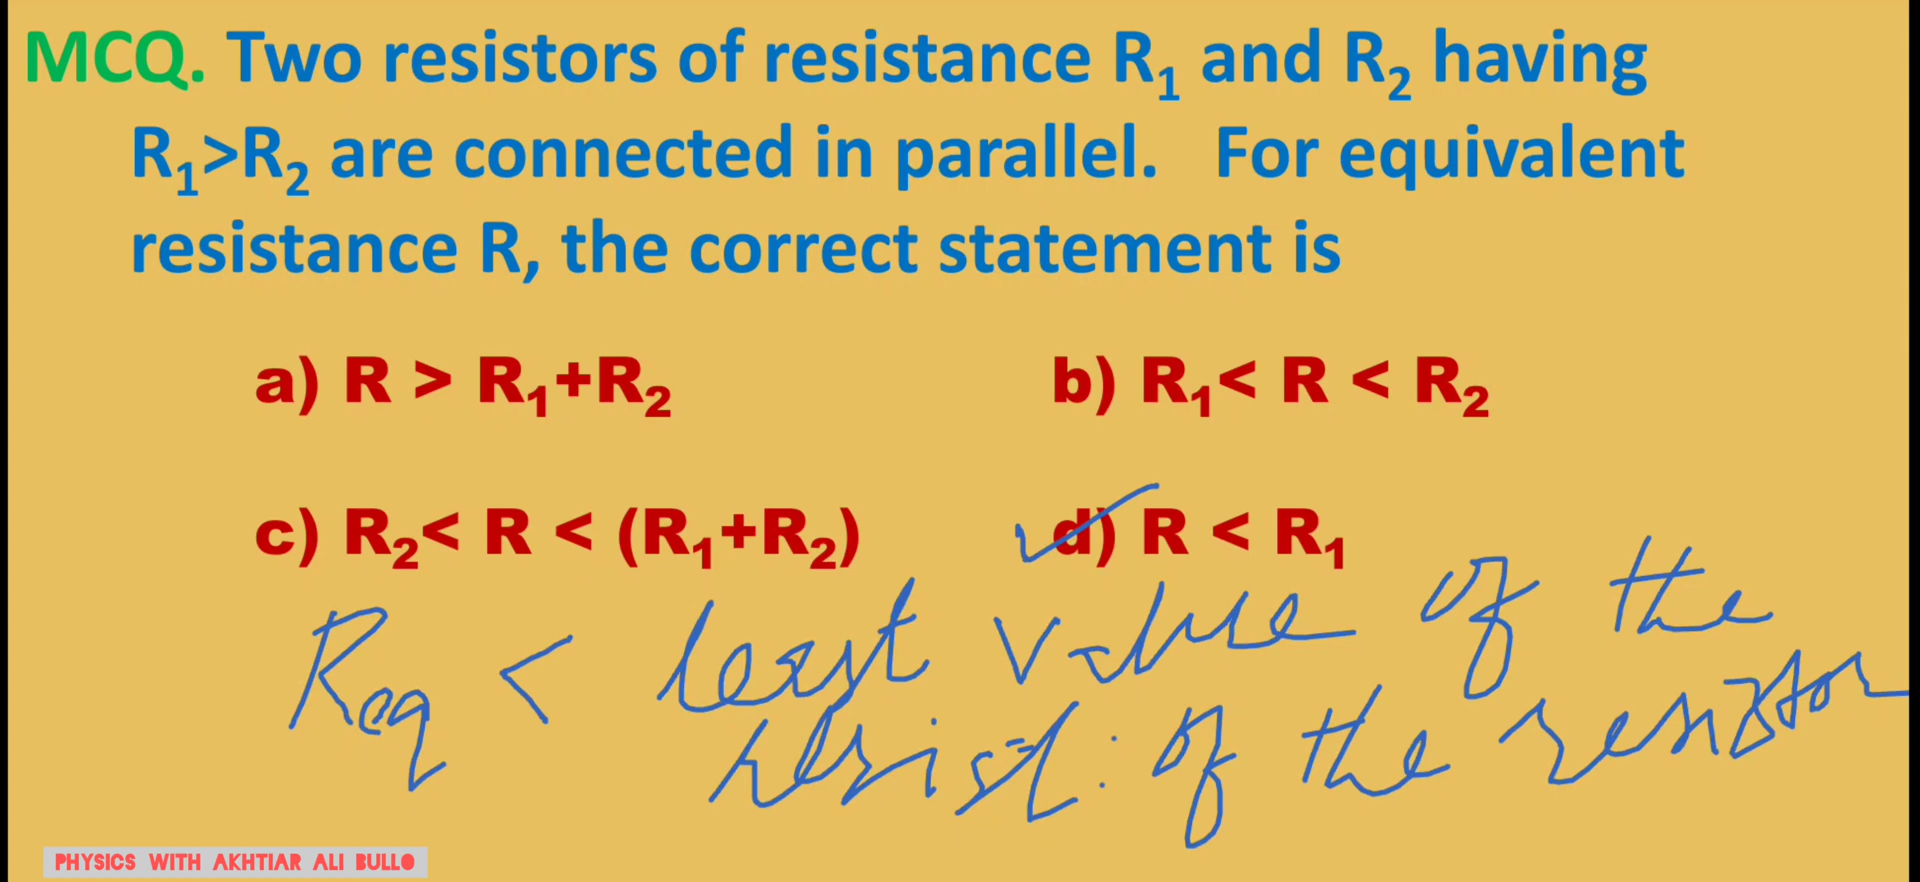 MCQ. Two resistors of resistance R₁ and R₂ having
R₁>R₂ are connected in parallel. For equivalent
resistance R, the correct statement is
a) R > R₁+R₂ b) R₁< R < R₂
c) R₂< R < (R₁+R₂) d) R < R₁
Req < least value of the
resist: of the resistor
PHYSICS WITH AKHTIAR ALI BULLO